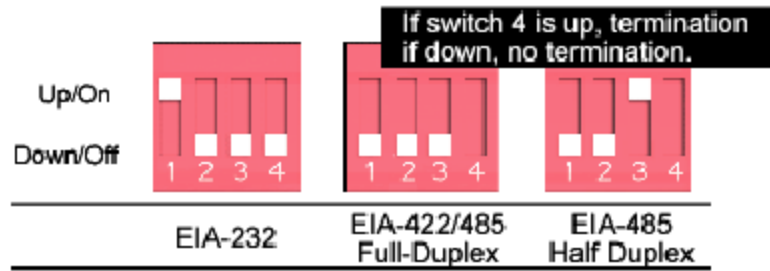 If switch 4 is up, termination
if down, no termination.
Up/On
Down/Off
1 2 3 4
1 2 3 4
1 2 3 4
EIA-232
EIA-422/485
Full-Duplex
EIA-485
Half Duplex